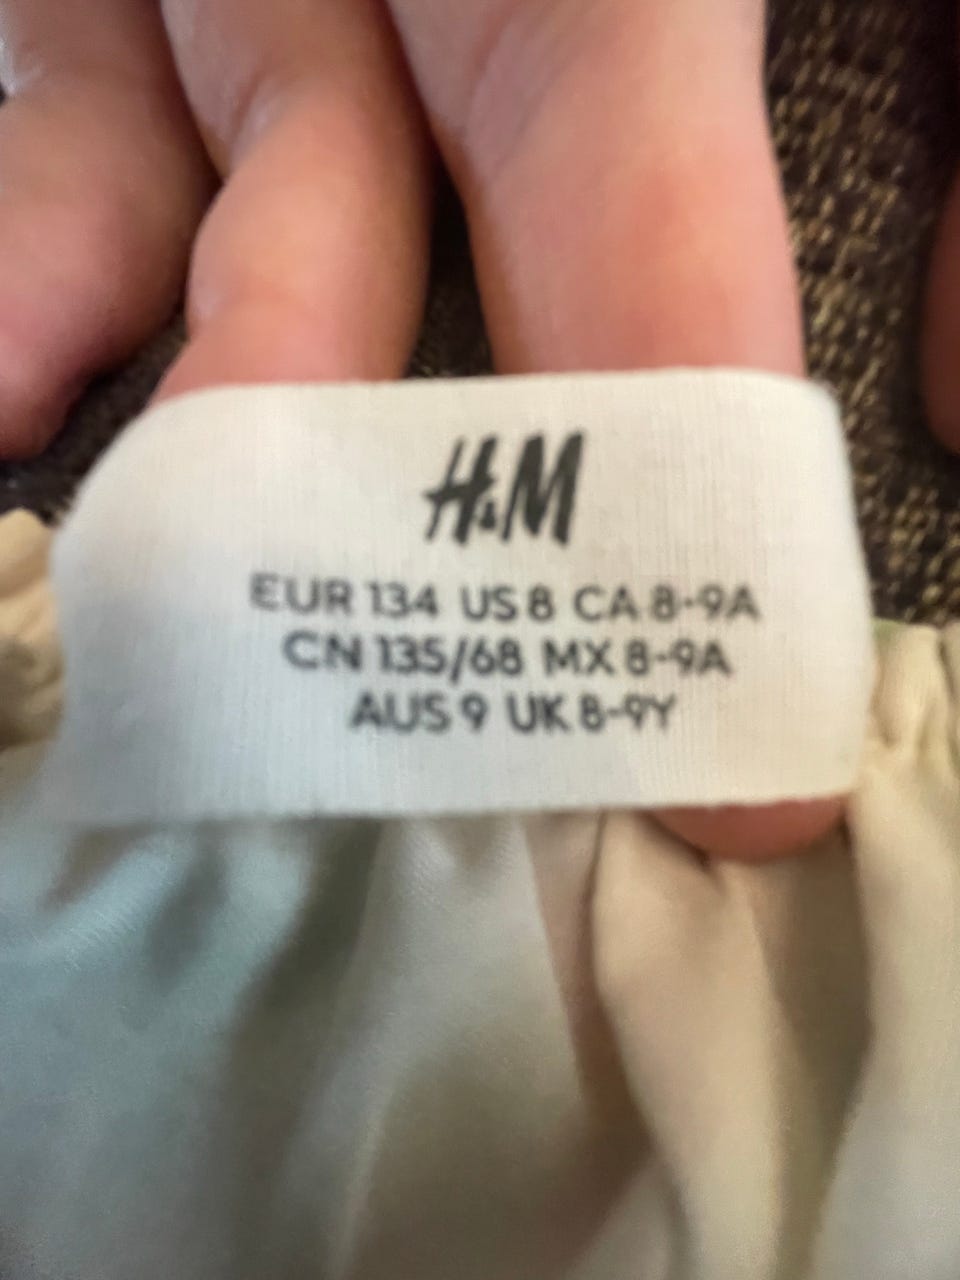 H&M
EUR 134 US 8 CA 8-9A
CN 135/68 MX 8-9A
AUS 9 UK 8-9Y